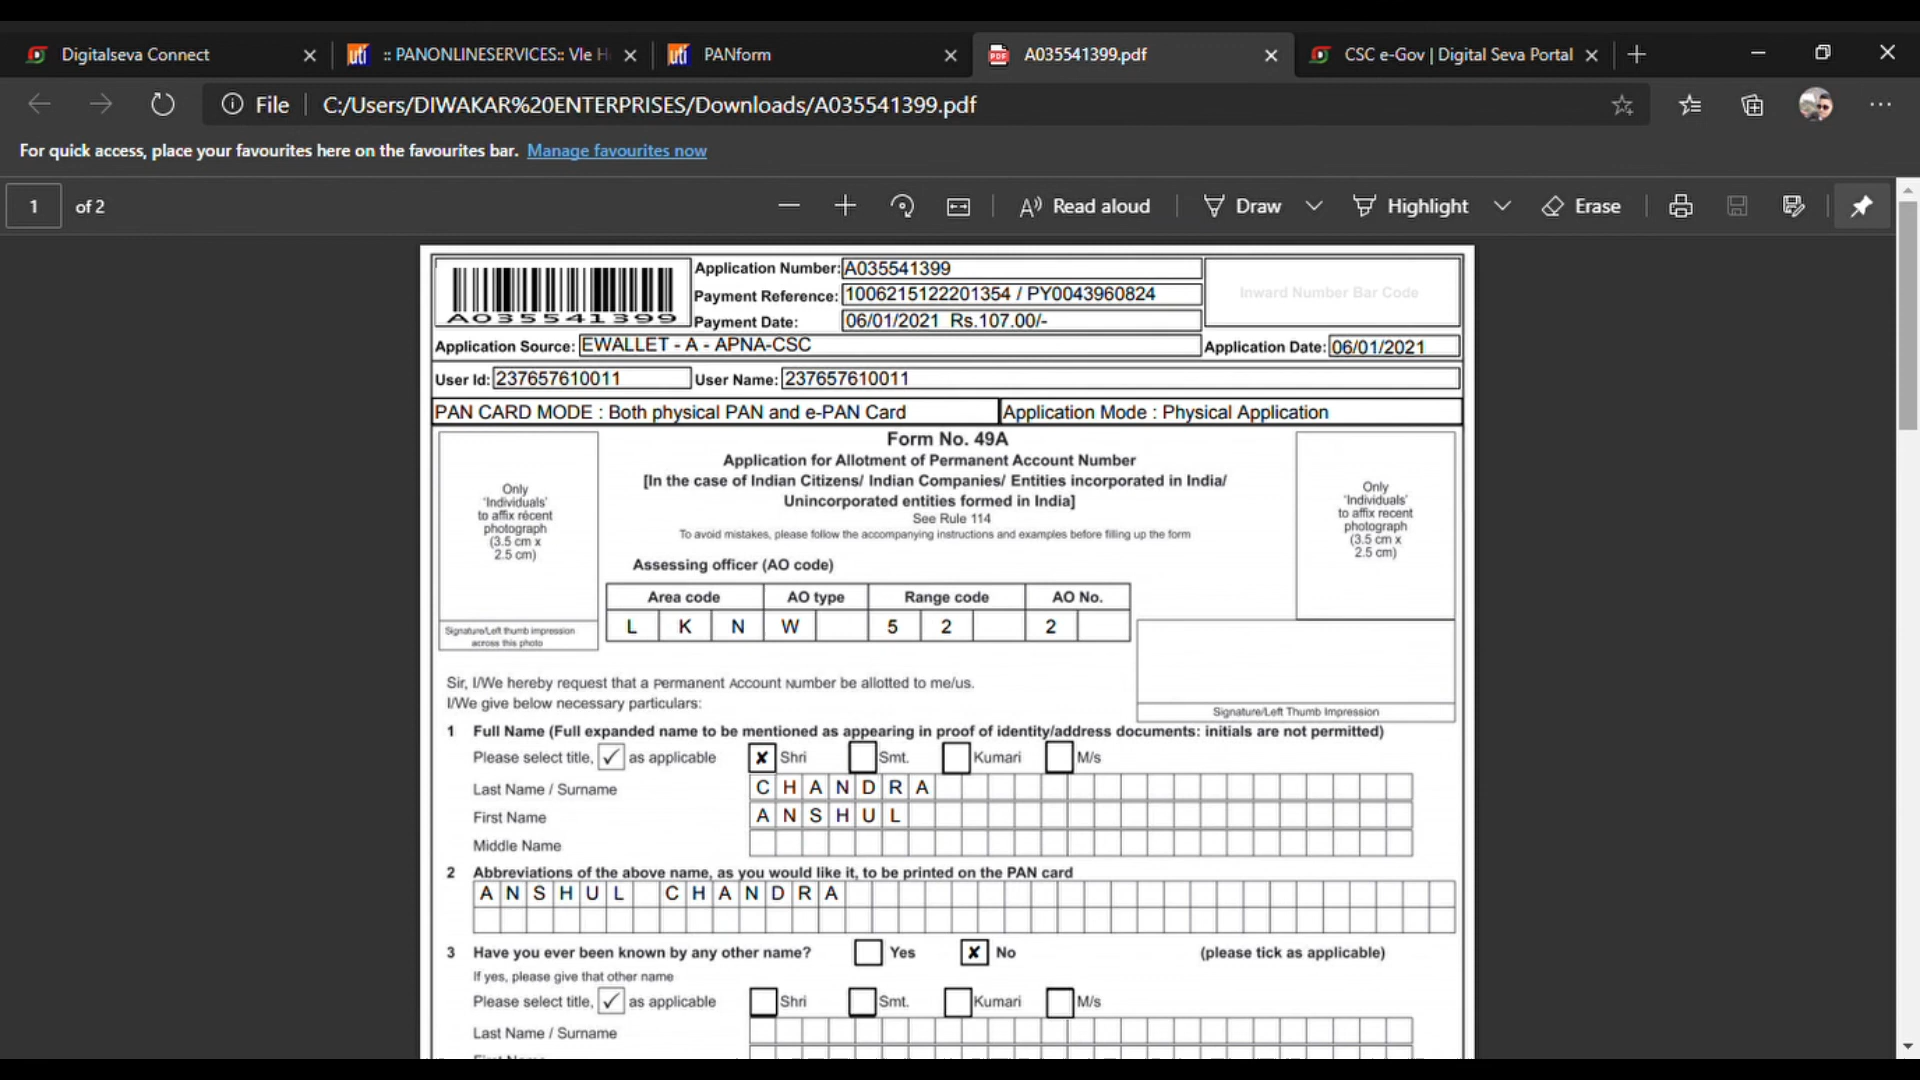 Digitalseva Connect
uti :: PANONLINESERVICES:: Vle H
uti PANform
PDF A035541399.pdf
CSC e-Gov | Digital Seva Portal
File C:/Users/DIWAKAR%20ENTERPRISES/Downloads/A035541399.pdf
For quick access, place your favourites here on the favourites bar. Manage favourites now
1 of 2
Read aloud Draw Highlight Erase
A035541399
Application Number: A035541399
Payment Reference: 1006215122201354 / PY0043960824
Payment Date: 06/01/2021 Rs.107.00/-
Inward Number Bar Code
Application Source: EWALLET - A - APNA-CSC Application Date: 06/01/2021
User Id: 237657610011 User Name: 237657610011
PAN CARD MODE : Both physical PAN and e-PAN Card Application Mode : Physical Application
Only
'Individuals'
to affix recent
photograph
(3.5 cm x
2.5 cm)
Signature/Left thumb impression
across this photo
Form No. 49A
Application for Allotment of Permanent Account Number
[In the case of Indian Citizens/ Indian Companies/ Entities incorporated in India/
Unincorporated entities formed in India]
See Rule 114
To avoid mistakes, please follow the accompanying instructions and examples before filling up the form
Only
'Individuals'
to affix recent
photograph
(3.5 cm x
2.5 cm)
Assessing officer (AO code)
Area code AO type Range code AO No.
L K N W 5 2 2
Signature/Left Thumb Impression
Sir, I/We hereby request that a Permanent Account Number be allotted to me/us.
I/We give below necessary particulars:
1 Full Name (Full expanded name to be mentioned as appearing in proof of identity/address documents: initials are not permitted)
Please select title, ✓ as applicable ✘ Shri Smt. Kumari M/s
Last Name / Surname CHANDRA
First Name ANSHUL
Middle Name
2 Abbreviations of the above name, as you would like it, to be printed on the PAN card
ANSHUL CHANDRA
3 Have you ever been known by any other name? Yes ✘ No (please tick as applicable)
If yes, please give that other name
Please select title, ✓ as applicable Shri Smt. Kumari M/s
Last Name / Surname